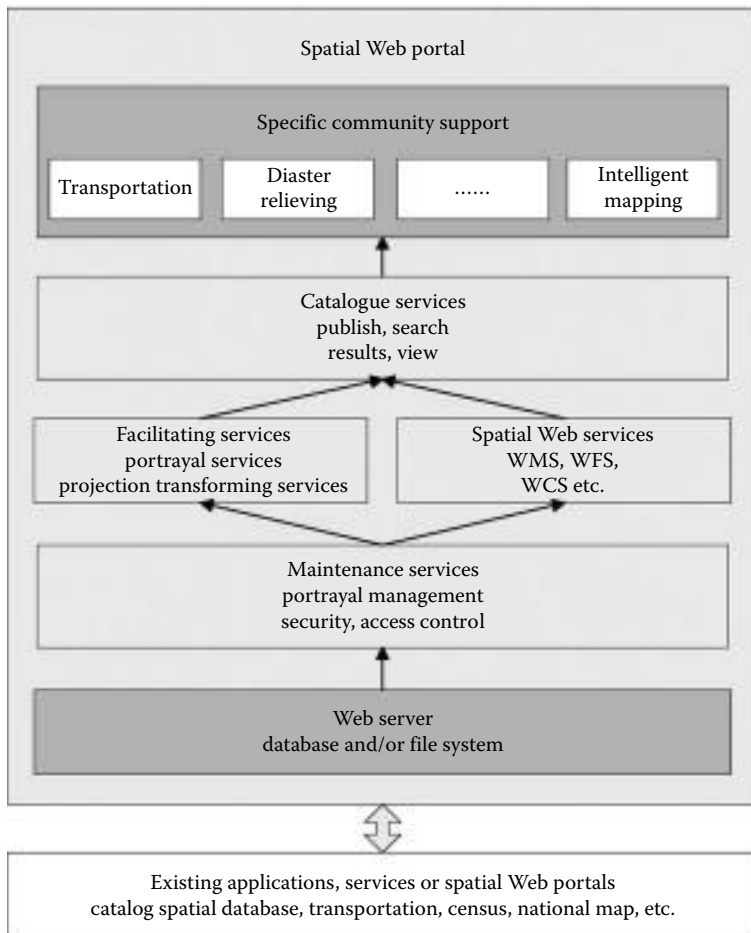 Spatial Web portal
Specific community support
Transportation
Diaster
relieving
......
Intelligent
mapping
Catalogue services
publish, search
results, view
Facilitating services
portrayal services
projection transforming services
Spatial Web services
WMS, WFS,
WCS etc.
Maintenance services
portrayal management
security, access control
Web server
database and/or file system
Existing applications, services or spatial Web portals
catalog spatial database, transportation, census, national map, etc.